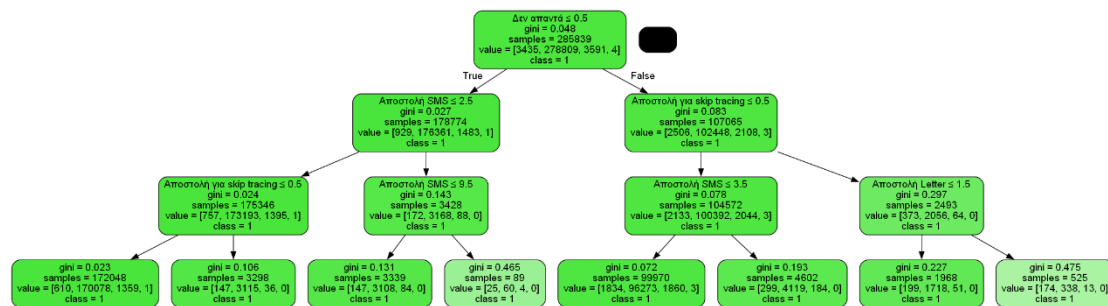 Δεν απαντά ≤ 0.5
gini = 0.048
samples = 285839
value = [3435, 278809, 3591, 4]
class = 1
True
False
Αποστολή SMS ≤ 2.5
gini = 0.027
samples = 178774
value = [929, 176361, 1483, 1]
class = 1
Αποστολή για skip tracing ≤ 0.5
gini = 0.083
samples = 107065
value = [2506, 102448, 2108, 3]
class = 1
Αποστολή για skip tracing ≤ 0.5
gini = 0.024
samples = 175346
value = [757, 173193, 1395, 1]
class = 1
Αποστολή SMS ≤ 9.5
gini = 0.143
samples = 3428
value = [172, 3168, 88, 0]
class = 1
Αποστολή SMS ≤ 3.5
gini = 0.078
samples = 104572
value = [2133, 100392, 2044, 3]
class = 1
Αποστολή Letter ≤ 1.5
gini = 0.297
samples = 2493
value = [373, 2056, 64, 0]
class = 1
gini = 0.023
samples = 172048
value = [610, 170078, 1359, 1]
class = 1
gini = 0.106
samples = 3298
value = [147, 3115, 36, 0]
class = 1
gini = 0.131
samples = 3339
value = [147, 3108, 84, 0]
class = 1
gini = 0.465
samples = 89
value = [25, 60, 4, 0]
class = 1
gini = 0.072
samples = 99970
value = [1834, 96273, 1860, 3]
class = 1
gini = 0.193
samples = 4602
value = [299, 4119, 184, 0]
class = 1
gini = 0.227
samples = 1968
value = [199, 1718, 51, 0]
class = 1
gini = 0.475
samples = 525
value = [174, 338, 13, 0]
class = 1